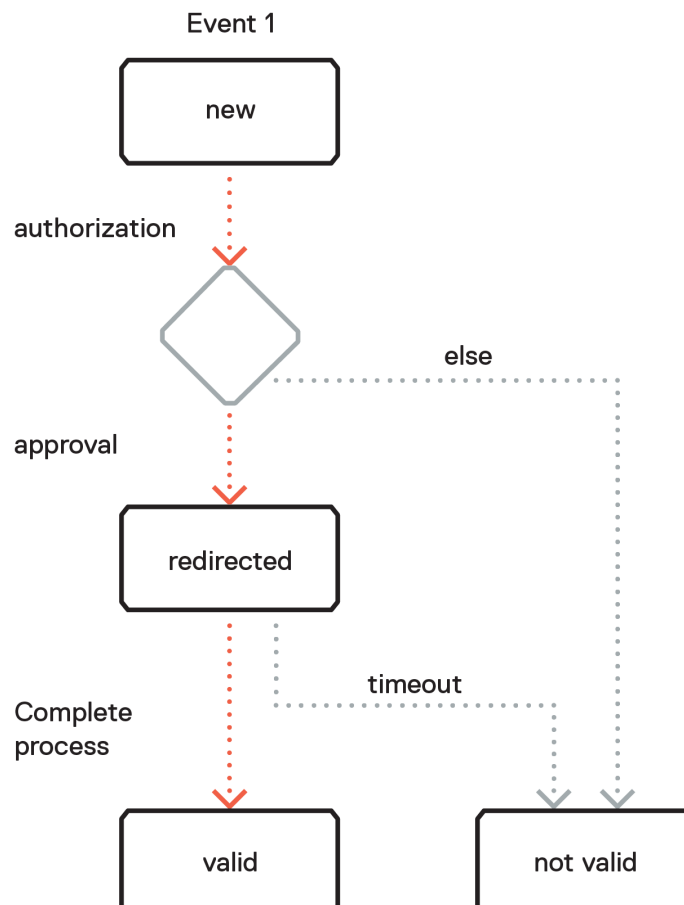 Event 1
new
authorization
else
approval
redirected
timeout
Complete
process
valid
not valid